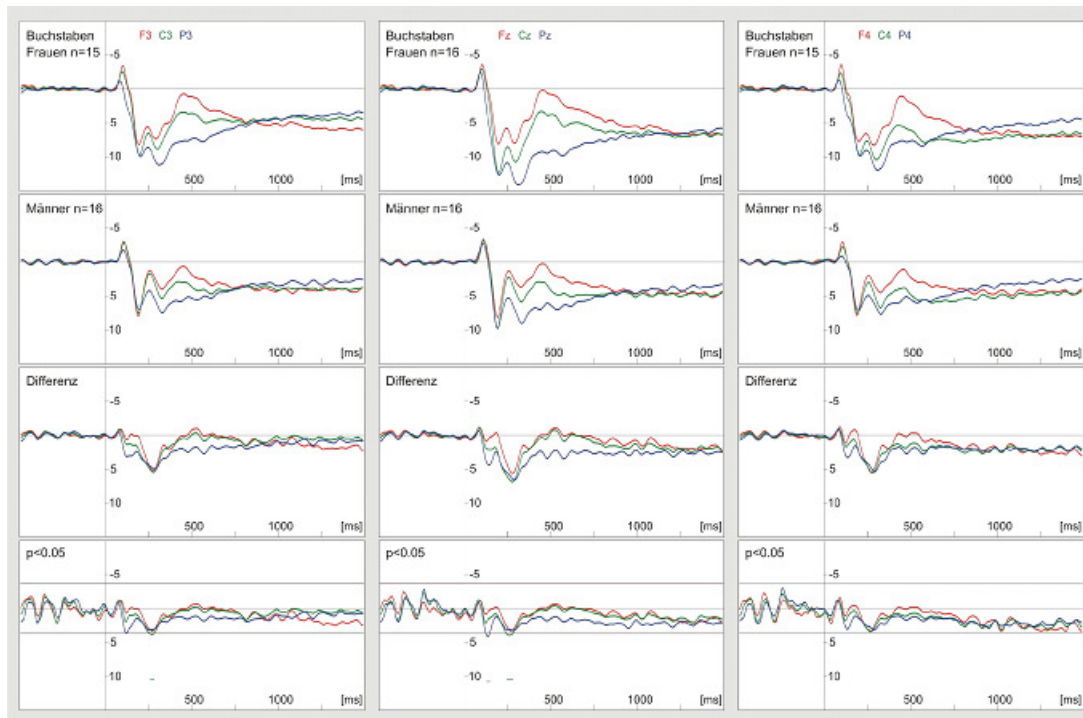 Buchstaben
Frauen n=15
F3 C3 P3
-5
5
10
500 1000 [ms]
Buchstaben
Frauen n=16
Fz Cz Pz
-5
5
10
500 1000 [ms]
Buchstaben
Frauen n=15
F4 C4 P4
-5
5
10
500 1000 [ms]
Männer n=16
-5
5
10
500 1000 [ms]
Männer n=16
-5
5
10
500 1000 [ms]
Männer n=16
-5
5
10
500 1000 [ms]
Differenz
-5
5
10
500 1000 [ms]
Differenz
-5
5
10
500 1000 [ms]
Differenz
-5
5
10
500 1000 [ms]
p<0.05
-5
5
10
500 1000 [ms]
p<0.05
-5
5
10
500 1000 [ms]
p<0.05
-5
5
10
500 1000 [ms]